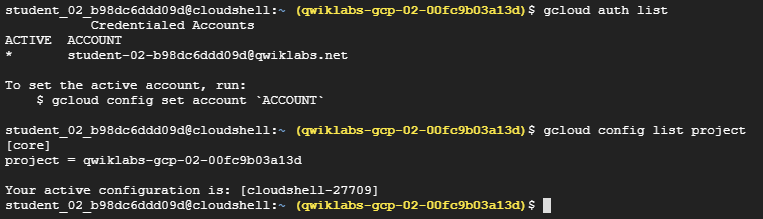 student_02_b98dc6ddd09d@cloudshell:~ (qwiklabs-gcp-02-00fc9b03a13d)$ gcloud auth list
Credentialed Accounts
ACTIVE ACCOUNT
* student-02-b98dc6ddd09d@qwiklabs.net
To set the active account, run:
$ gcloud config set account `ACCOUNT`
student_02_b98dc6ddd09d@cloudshell:~ (qwiklabs-gcp-02-00fc9b03a13d)$ gcloud config list project
[core]
project = qwiklabs-gcp-02-00fc9b03a13d
Your active configuration is: [cloudshell-27709]
student_02_b98dc6ddd09d@cloudshell:~ (qwiklabs-gcp-02-00fc9b03a13d)$